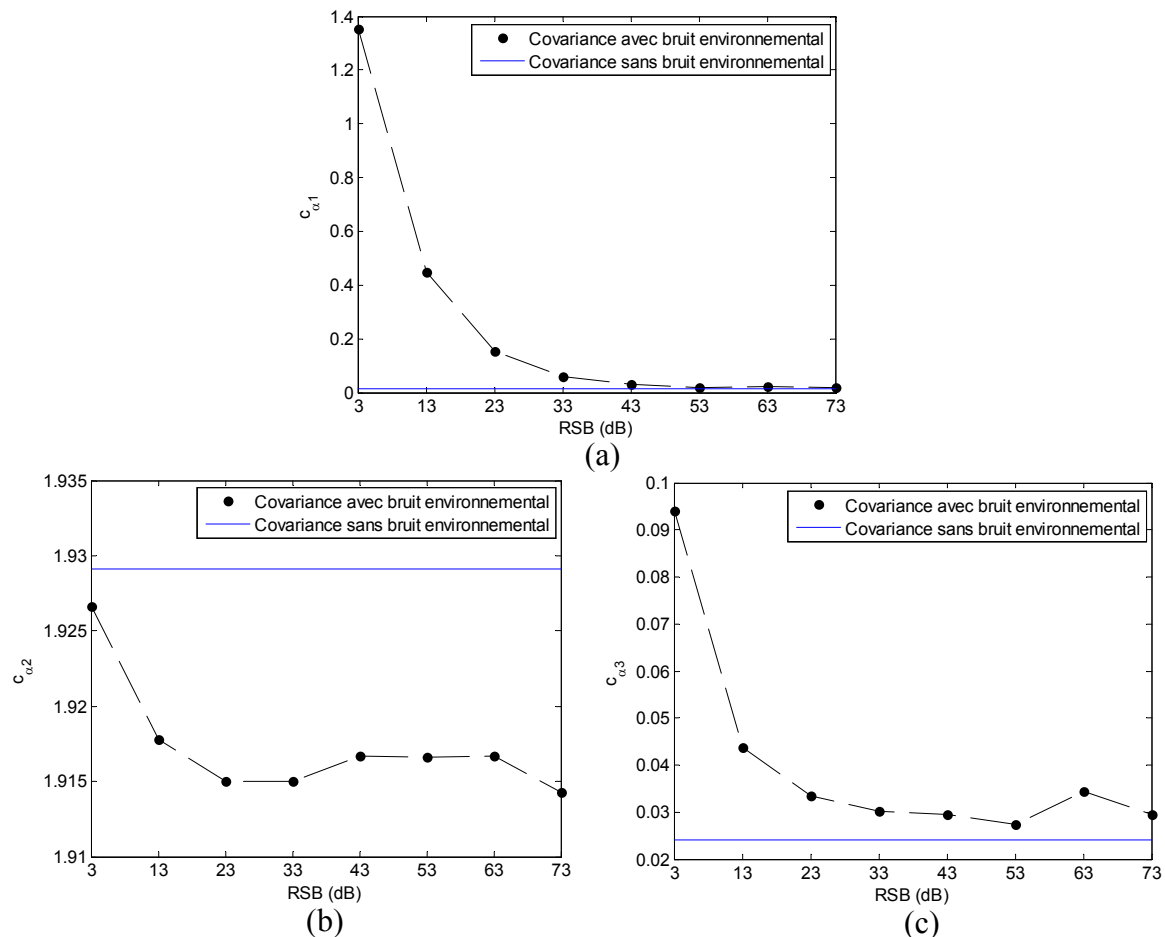 1.4
1.2
1
0.8
0.6
0.4
0.2
0
cα1
Covariance avec bruit environnemental
Covariance sans bruit environnemental
3 13 23 33 43 53 63 73
RSB (dB)
(a)
1.935
1.93
1.925
1.92
1.915
1.91
cα2
Covariance avec bruit environnemental
Covariance sans bruit environnemental
3 13 23 33 43 53 63 73
RSB (dB)
(b)
0.1
0.09
0.08
0.07
0.06
0.05
0.04
0.03
0.02
cα3
Covariance avec bruit environnemental
Covariance sans bruit environnemental
3 13 23 33 43 53 63 73
RSB (dB)
(c)